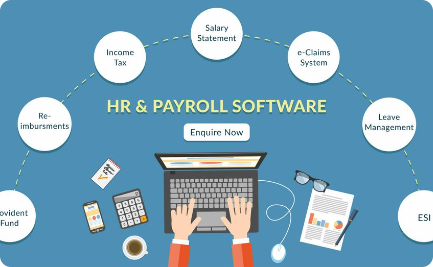 Salary
Statement
Income
Tax
e-Claims
System
Re-
imbursments
Leave
Management
HR & PAYROLL SOFTWARE
Enquire Now
ovident
Fund
ESI